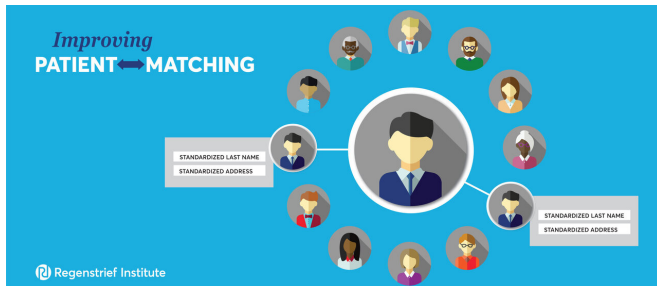 Improving
PATIENT↔MATCHING
STANDARDIZED LAST NAME
STANDARDIZED ADDRESS
STANDARDIZED LAST NAME
STANDARDIZED ADDRESS
Regenstrief Institute